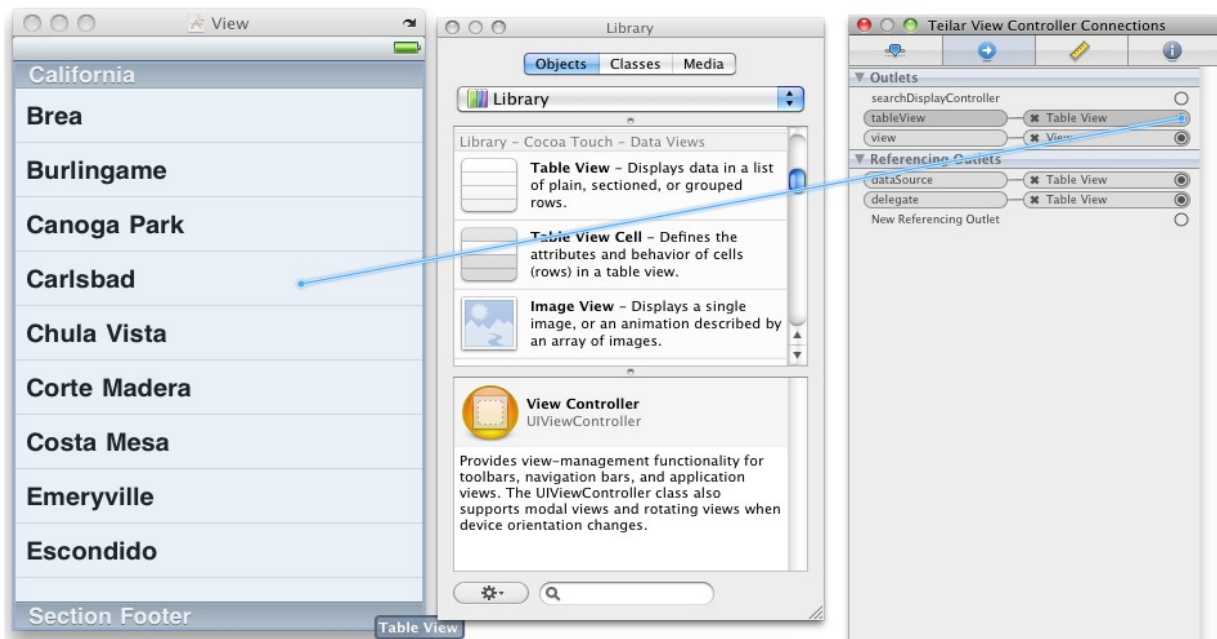 View
California
Brea
Burlingame
Canoga Park
Carlsbad
Chula Vista
Corte Madera
Costa Mesa
Emeryville
Escondido
Section Footer
Table View
Library
Objects
Classes
Media
Library
Library – Cocoa Touch – Data Views
Table View – Displays data in a list
of plain, sectioned, or grouped
rows.
Table View Cell – Defines the
attributes and behavior of cells
(rows) in a table view.
Image View – Displays a single
image, or an animation described by
an array of images.
View Controller
UIViewController
Provides view-management functionality for
toolbars, navigation bars, and application
views. The UIViewController class also
supports modal views and rotating views when
device orientation changes.
Teilar View Controller Connections
Outlets
searchDisplayController
tableView
Table View
view
View
Referencing Outlets
dataSource
Table View
delegate
Table View
New Referencing Outlet